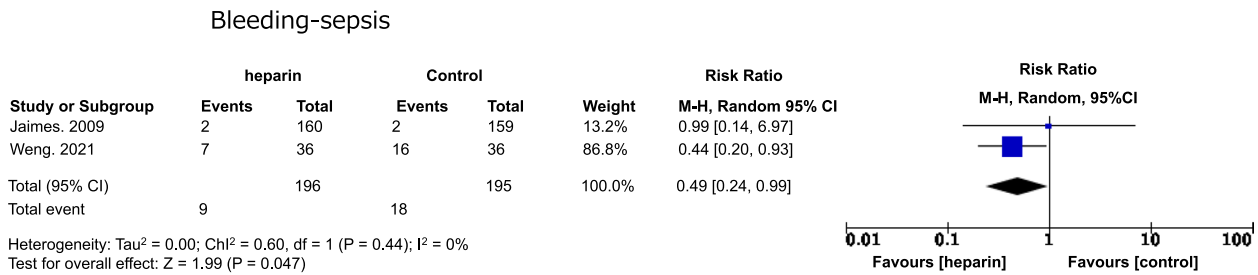 Bleeding-sepsis
heparin Control Risk Ratio Risk Ratio
Study or Subgroup Events Total Events Total Weight M-H, Random 95% CI M-H, Random, 95%CI
Jaimes. 2009 2 160 2 159 13.2% 0.99 [0.14, 6.97]
Weng. 2021 7 36 16 36 86.8% 0.44 [0.20, 0.93]
Total (95% CI) 196 195 100.0% 0.49 [0.24, 0.99]
Total event 9 18
Heterogeneity: Tau² = 0.00; ChI² = 0.60, df = 1 (P = 0.44); I² = 0%
Test for overall effect: Z = 1.99 (P = 0.047)
0.01 0.1 1 10 100
Favours [heparin] Favours [control]